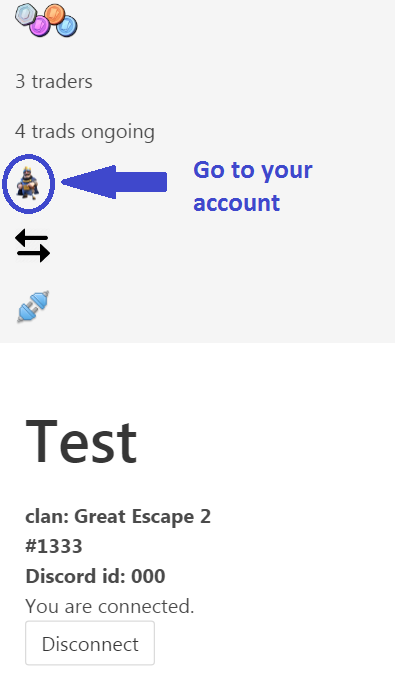 3 traders
4 trads ongoing
Go to your
account
Test
clan: Great Escape 2
#1333
Discord id: 000
You are connected.
Disconnect